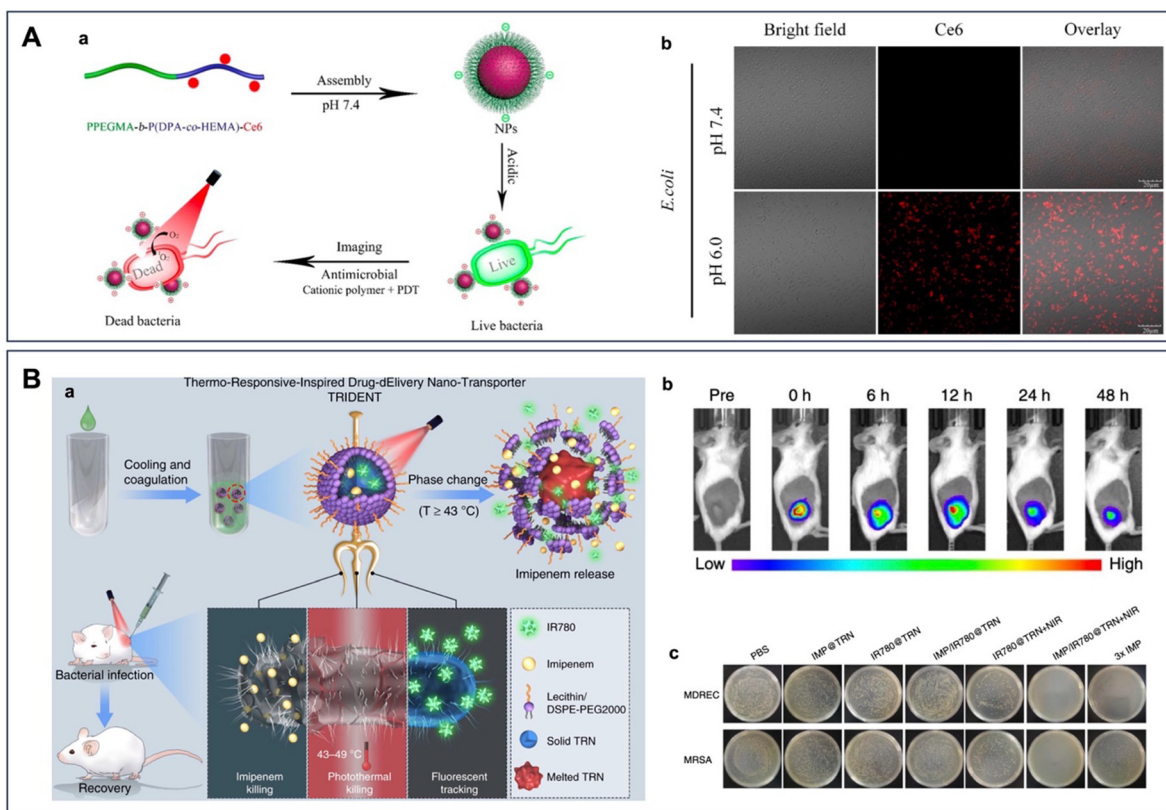 A
a
PPEGMA-b-P(DPA-co-HEMA)-Ce6
Assembly
pH 7.4
NPs
Acidic
Live
Live bacteria
Imaging
Antimicrobial
Cationic polymer + PDT
Dead
O₂
Dead bacteria
b
Bright field Ce6 Overlay
E.coli
pH 7.4
20μm
pH 6.0
20μm
B
a
Thermo-Responsive-Inspired Drug-dElivery Nano-Transporter
TRIDENT
Cooling and
coagulation
Phase change
(T ≥ 43 °C)
Imipenem release
Bacterial infection
Recovery
Imipenem
killing
43–49 °C
Photothermal
killing
Fluorescent
tracking
IR780
Imipenem
Lecithin/
DSPE-PEG2000
Solid TRN
Melted TRN
b
Pre 0 h 6 h 12 h 24 h 48 h
Low High
c
PBS IMP@TRN IR780@TRN IMP/IR780@TRN IR780@TRN+NIR IMP/IR780@TRN+NIR 3x IMP
MDREC
MRSA